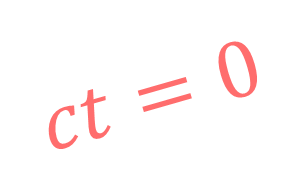 ct = 0